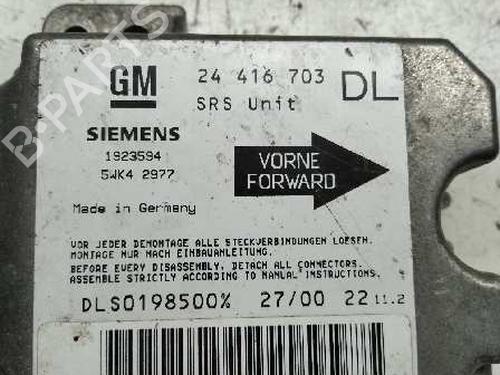 GM 24 416 703 DL
SRS Unit
SIEMENS
1923594
5WK4 2977
VORNE
FORWARD
Made in Germany
VOR JEDER DEMONTAGE ALLE STECKVERBINDUNGEN LOESEN.
MONTAGE NUR NACH EINBAUANLEITUNG.
BEFORE EVERY DISASSEMBLY, DETACH ALL CONNECTORS.
ASSEMBLE STRICTLY ACCORDING TO MANUAL INSTRUCTIONS.
DLS0198500% 27/00 22 11.2
B-PARTS